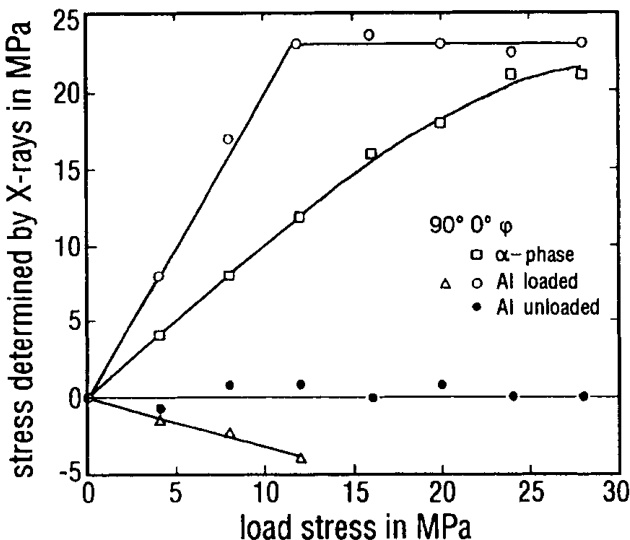 stress determined by X-rays in MPa
25
20
15
10
5
0
-5
90° 0° φ
α-phase
Al loaded
Al unloaded
0 5 10 15 20 25 30
load stress in MPa